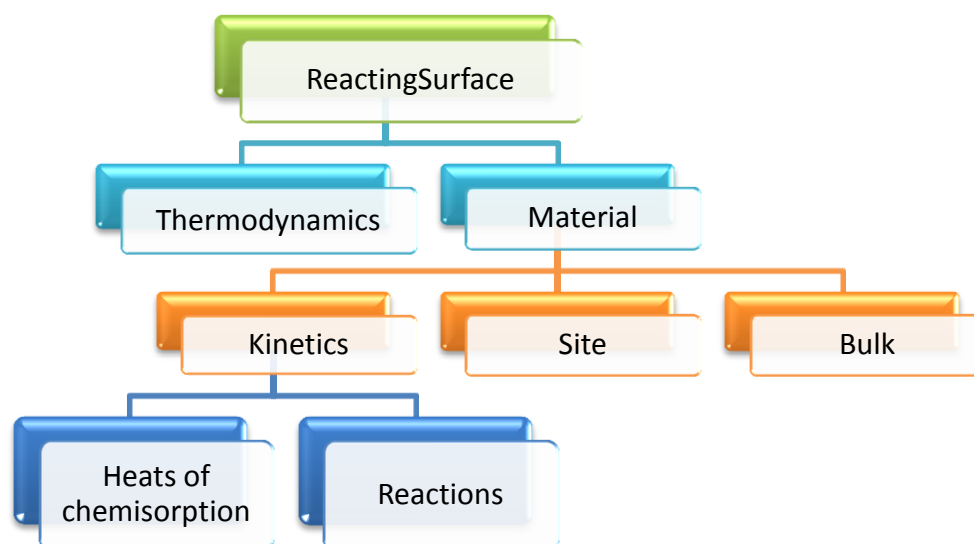 ReactingSurface
Thermodynamics
Material
Kinetics
Site
Bulk
Heats of
chemisorption
Reactions